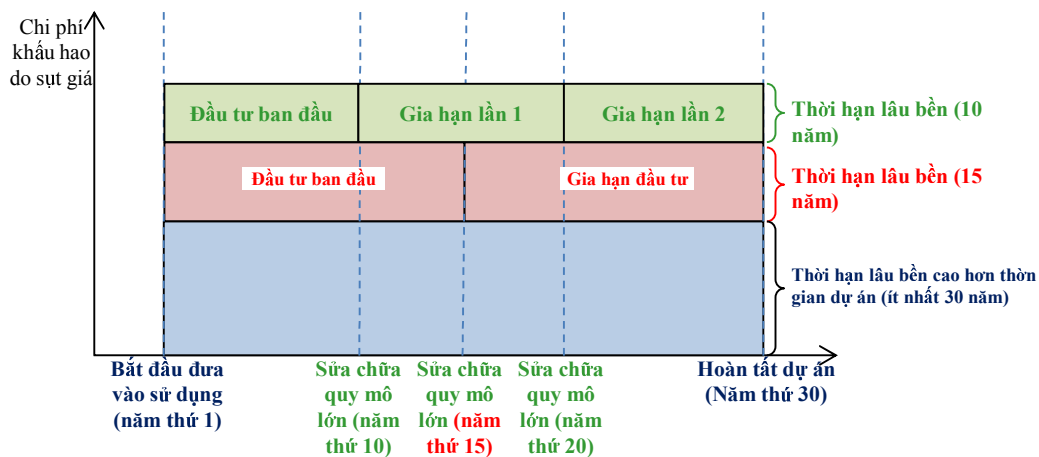 Chi phí
khấu hao
do sụt giá
Đầu tư ban đầu
Gia hạn lần 1
Gia hạn lần 2
Thời hạn lâu bền (10
năm)
Đầu tư ban đầu
Gia hạn đầu tư
Thời hạn lâu bền (15
năm)
Thời hạn lâu bền cao hơn thờn
gian dự án (ít nhất 30 năm)
Bắt đầu đưa
vào sử dụng
(năm thứ 1)
Sửa chữa
quy mô
lớn (năm
thứ 10)
Sửa chữa
quy mô
lớn (năm
thứ 15)
Sửa chữa
quy mô
lớn (năm
thứ 20)
Hoàn tất dự án
(Năm thứ 30)